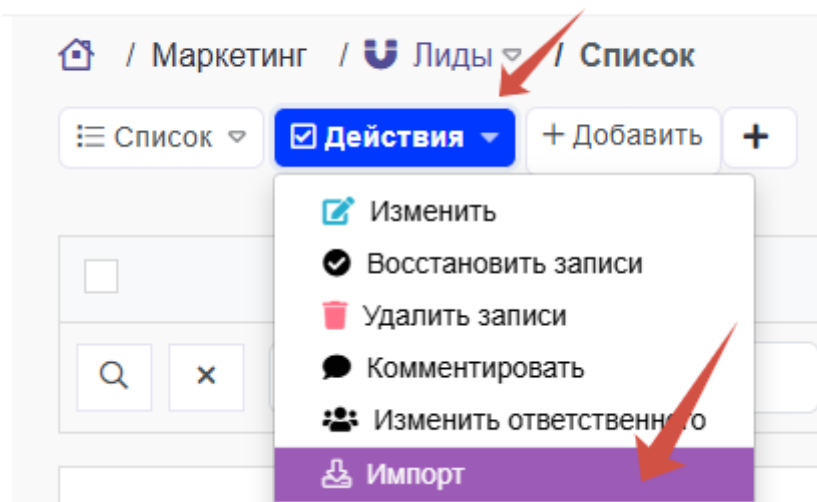 / Маркетинг / Лиды / Список
Список Действия + Добавить +
Изменить
Восстановить записи
Удалить записи
Комментировать
Изменить ответственного
Импорт